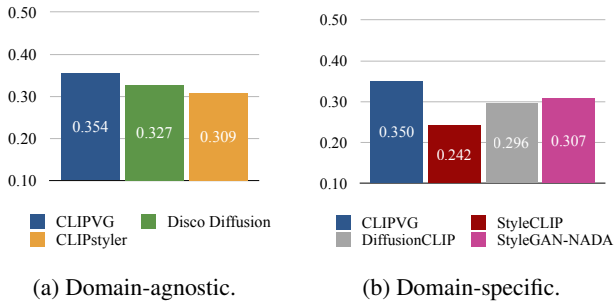 0.50
0.40
0.30
0.20
0.10
0.354
0.327
0.309
CLIPVG
Disco Diffusion
CLIPstyler
(a) Domain-agnostic.
0.50
0.40
0.30
0.20
0.10
0.350
0.242
0.296
0.307
CLIPVG
StyleCLIP
DiffusionCLIP
StyleGAN-NADA
(b) Domain-specific.